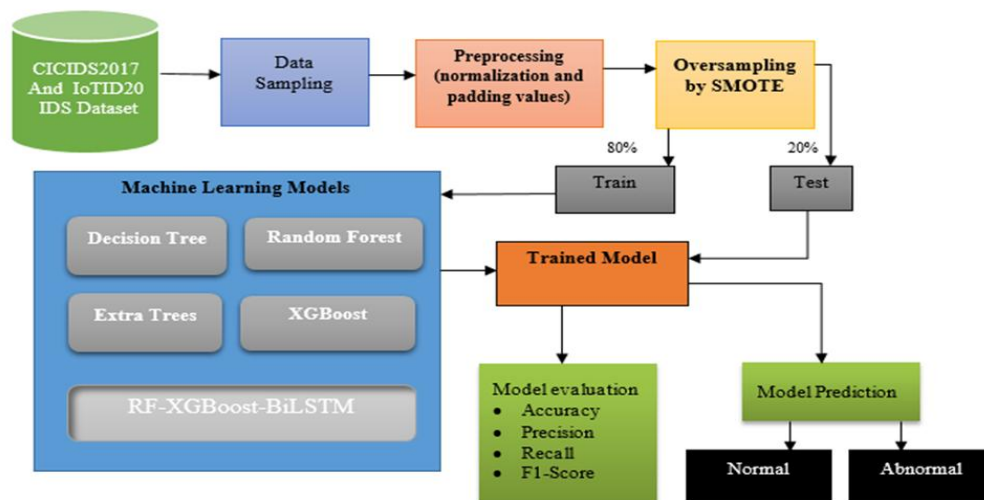 CICIDS2017
And IoTID20
IDS Dataset
Data
Sampling
Preprocessing
(normalization and
padding values)
Oversampling
by SMOTE
80%
20%
Train
Test
Machine Learning Models
Decision Tree
Random Forest
Extra Trees
XGBoost
RF-XGBoost-BiLSTM
Trained Model
Model evaluation
• Accuracy
• Precision
• Recall
• F1-Score
Model Prediction
Normal
Abnormal